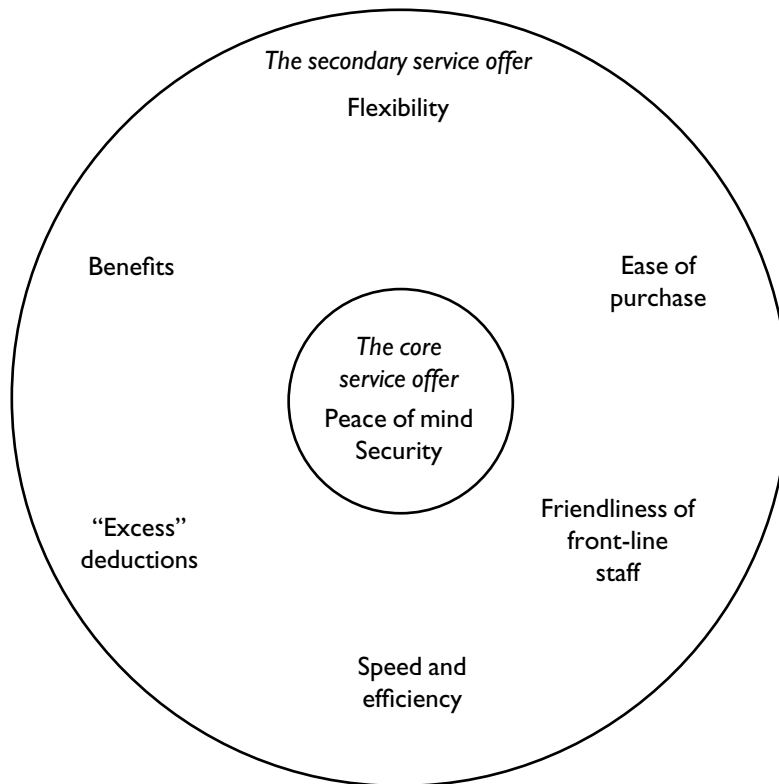 The secondary service offer
Flexibility
Benefits
Ease of
purchase
The core
service offer
Peace of mind
Security
“Excess”
deductions
Friendliness of
front-line
staff
Speed and
efficiency